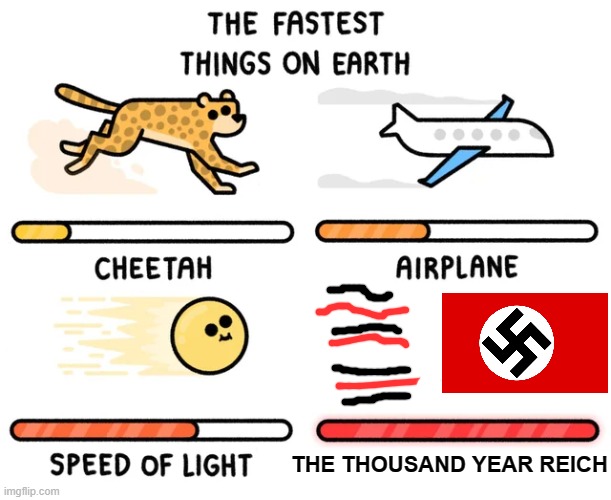 THE FASTEST
THINGS ON EARTH
CHEETAH
AIRPLANE
SPEED OF LIGHT
THE THOUSAND YEAR REICH
imgflip.com